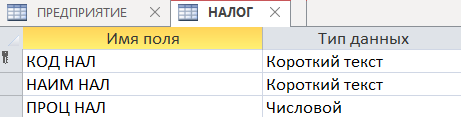 ПРЕДПРИЯТИЕ НАЛОГ
Имя поля Тип данных
КОД НАЛ Короткий текст
НАИМ НАЛ Короткий текст
ПРОЦ НАЛ Числовой